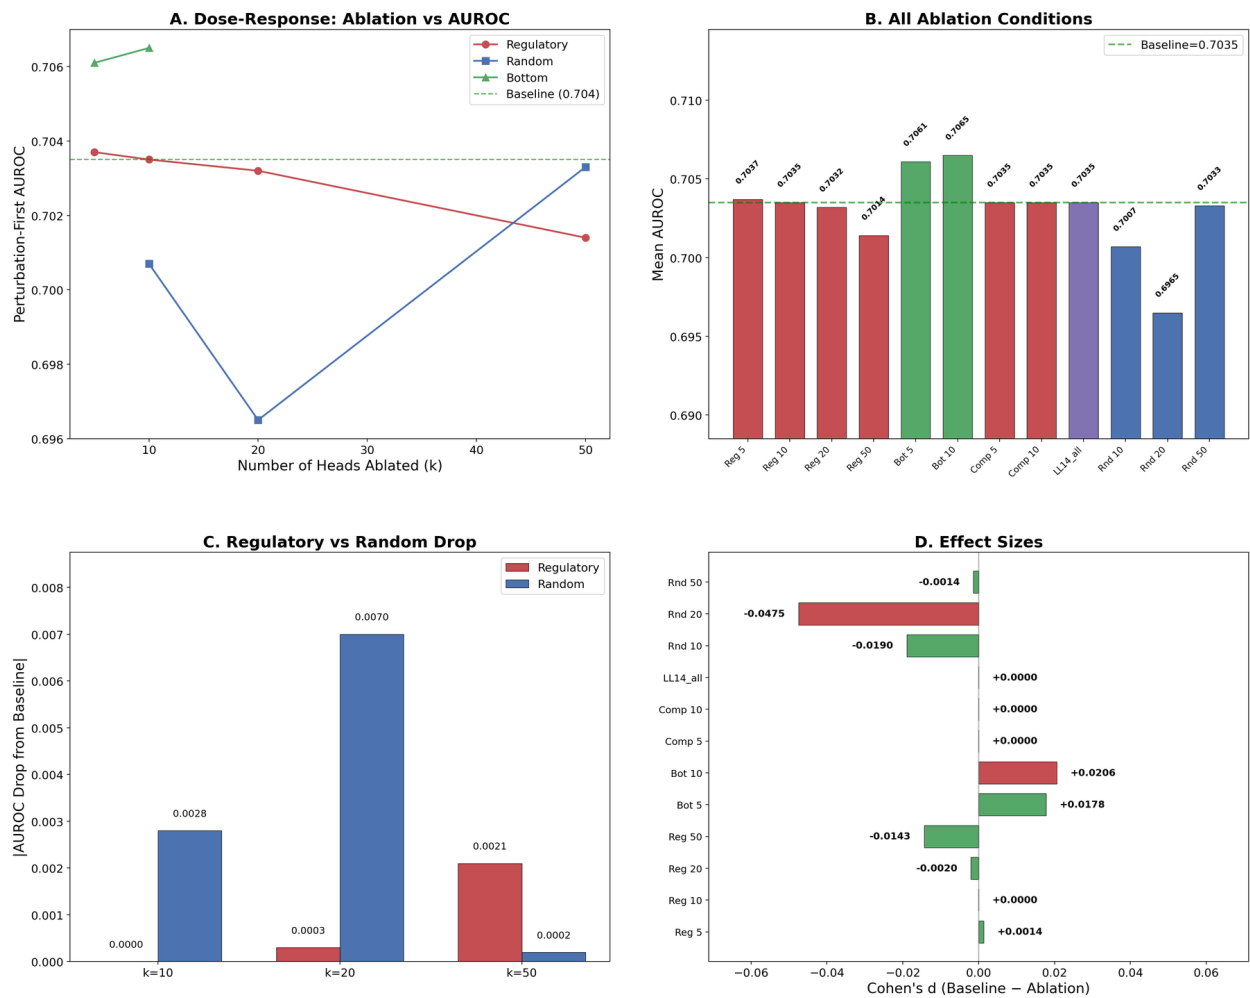 A. Dose-Response: Ablation vs AUROC
Regulatory
Random
Bottom
Baseline (0.704)
Perturbation-First AUROC
0.706
0.704
0.702
0.700
0.698
0.696
10
20
30
40
50
Number of Heads Ablated (k)
B. All Ablation Conditions
Baseline=0.7035
Mean AUROC
0.710
0.705
0.700
0.695
0.690
0.7037
0.7035
0.7032
0.7014
0.7061
0.7065
0.7035
0.7035
0.7035
0.7007
0.6965
0.7033
Reg 5
Reg 10
Reg 20
Reg 50
Bot 5
Bot 10
Comp 5
Comp 10
LL14_all
Rnd 10
Rnd 20
Rnd 50
C. Regulatory vs Random Drop
Regulatory
Random
|AUROC Drop from Baseline|
0.008
0.007
0.006
0.005
0.004
0.003
0.002
0.001
0.000
0.0000
0.0028
0.0003
0.0070
0.0021
0.0002
k=10
k=20
k=50
D. Effect Sizes
Rnd 50
-0.0014
Rnd 20
-0.0475
Rnd 10
-0.0190
LL14_all
+0.0000
Comp 10
+0.0000
Comp 5
+0.0000
Bot 10
+0.0206
Bot 5
+0.0178
Reg 50
-0.0143
Reg 20
-0.0020
Reg 10
+0.0000
Reg 5
+0.0014
−0.06
−0.04
−0.02
0.00
0.02
0.04
0.06
Cohen's d (Baseline − Ablation)